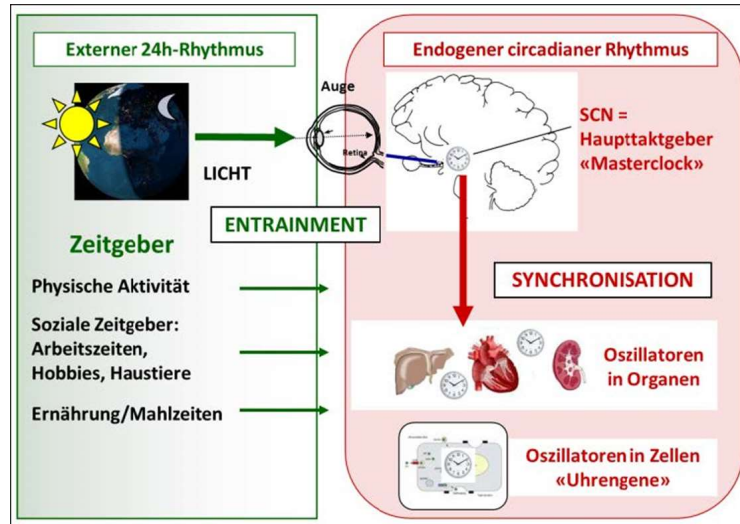 Externer 24h-Rhythmus
LICHT
Zeitgeber
Physische Aktivität
Soziale Zeitgeber:
Arbeitszeiten,
Hobbies, Haustiere
Ernährung/Mahlzeiten
ENTRAINMENT
Endogener circadianer Rhythmus
Auge
Retina
SCN =
Haupttaktgeber
«Masterclock»
SYNCHRONISATION
Oszillatoren
in Organen
Oszillatoren in Zellen
«Uhrengene»